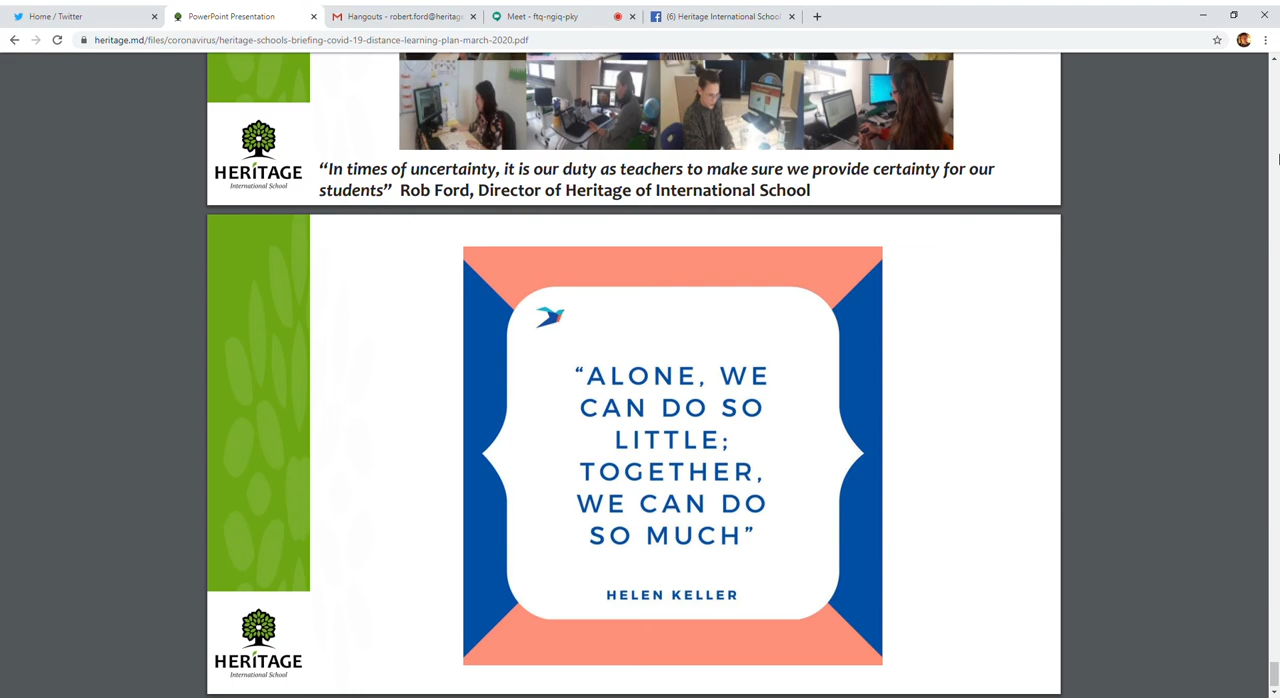 Home / Twitter
PowerPoint Presentation
Hangouts - robert.ford@heritage
Meet - ftq-ngiq-pky
(6) Heritage International School
heritage.md/files/coronavirus/heritage-schools-briefing-covid-19-distance-learning-plan-march-2020.pdf
HERITAGE
International School
“In times of uncertainty, it is our duty as teachers to make sure we provide certainty for our
students” Rob Ford, Director of Heritage of International School
“ALONE, WE
CAN DO SO
LITTLE;
TOGETHER,
WE CAN DO
SO MUCH”
HELEN KELLER
HERITAGE
International School